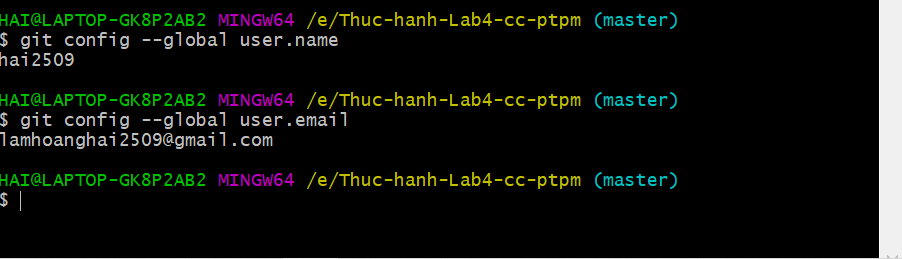 HAI@LAPTOP-GK8P2AB2 MINGW64 /e/Thuc-hanh-Lab4-cc-ptpm (master)
$ git config --global user.name
hai2509
HAI@LAPTOP-GK8P2AB2 MINGW64 /e/Thuc-hanh-Lab4-cc-ptpm (master)
$ git config --global user.email
lamhoanghai2509@gmail.com
HAI@LAPTOP-GK8P2AB2 MINGW64 /e/Thuc-hanh-Lab4-cc-ptpm (master)
$